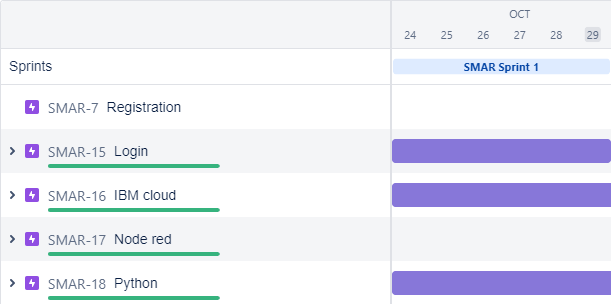 OCT
24 25 26 27 28 29
Sprints
SMAR Sprint 1
SMAR-7 Registration
SMAR-15 Login
SMAR-16 IBM cloud
SMAR-17 Node red
SMAR-18 Python